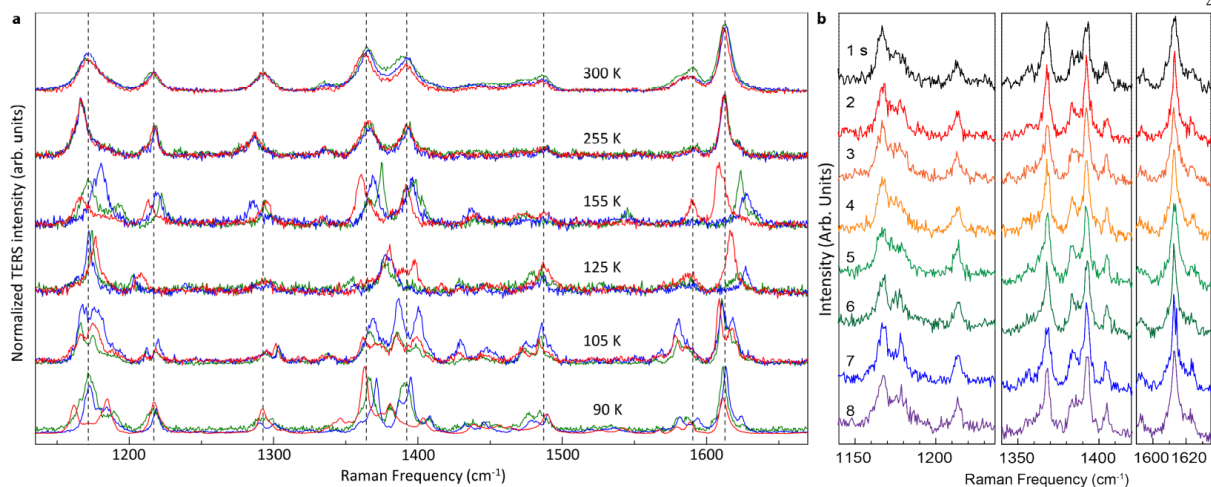 a
Normalized TERS intensity (arb. units)
300 K
255 K
155 K
125 K
105 K
90 K
1200 1300 1400 1500 1600
Raman Frequency (cm⁻¹)
b
Intensity (Arb. Units)
1 s
2
3
4
5
6
7
8
1150 1200 1350 1400 1600 1620
Raman Frequency (cm⁻¹)